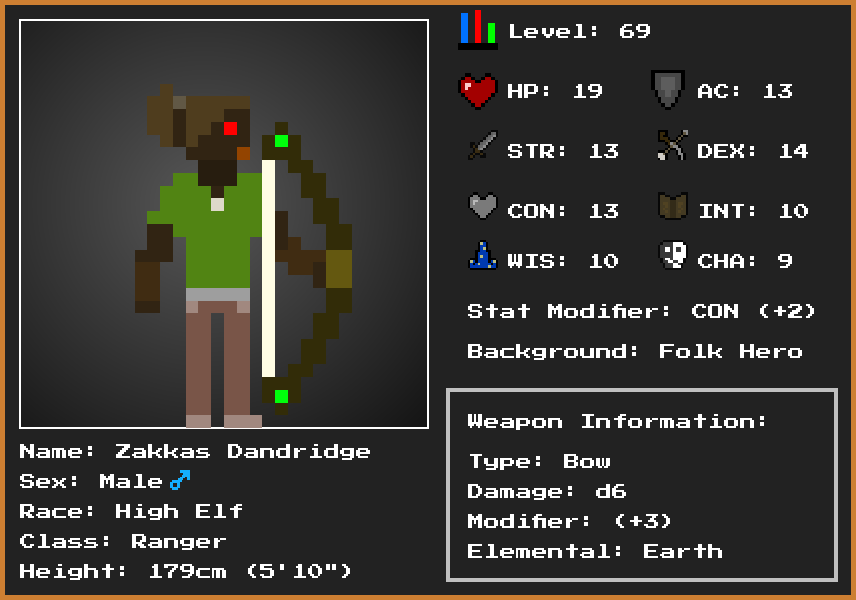 Level: 69
HP: 19
AC: 13
STR: 13
DEX: 14
CON: 13
INT: 10
WIS: 10
CHA: 9
Stat Modifier: CON (+2)
Background: Folk Hero
Weapon Information:
Type: Bow
Damage: d6
Modifier: (+3)
Elemental: Earth
Name: Zakkas Dandridge
Sex: Male ♂
Race: High Elf
Class: Ranger
Height: 179cm (5'10")